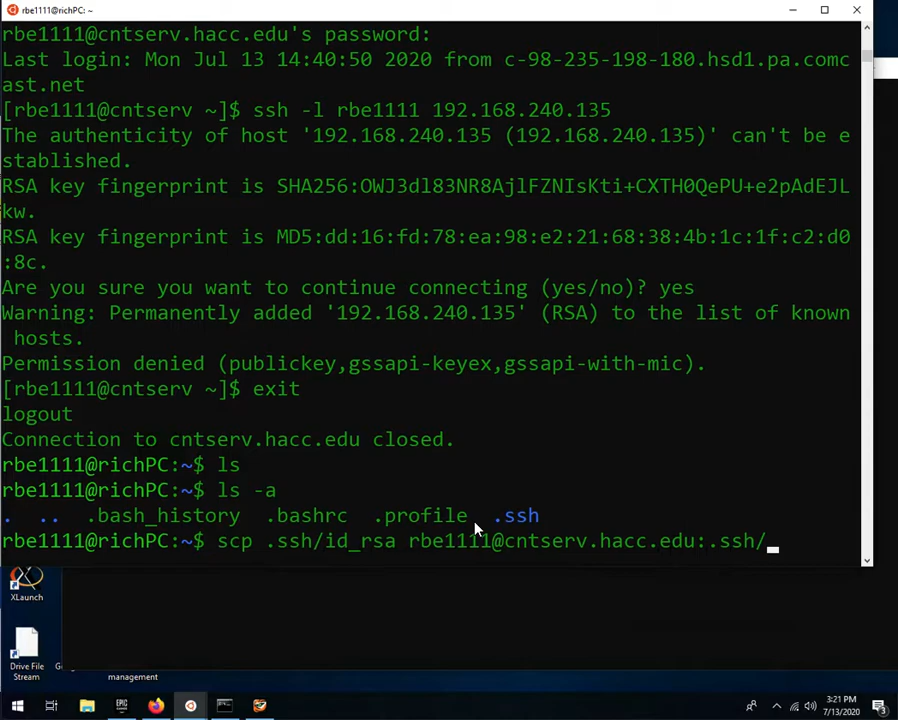 rbe1111@richPC: ~
rbe1111@cntserv.hacc.edu's password:
Last login: Mon Jul 13 14:40:50 2020 from c-98-235-198-180.hsd1.pa.comc
ast.net
[rbe1111@cntserv ~]$ ssh -l rbe1111 192.168.240.135
The authenticity of host '192.168.240.135 (192.168.240.135)' can't be e
stablished.
RSA key fingerprint is SHA256:OWJ3dl83NR8AjlFZNIsKti+CXTH0QePU+e2pAdEJL
kw.
RSA key fingerprint is MD5:dd:16:fd:78:ea:98:e2:21:68:38:4b:1c:1f:c2:d0
:8c.
Are you sure you want to continue connecting (yes/no)? yes
Warning: Permanently added '192.168.240.135' (RSA) to the list of known
 hosts.
Permission denied (publickey,gssapi-keyex,gssapi-with-mic).
[rbe1111@cntserv ~]$ exit
logout
Connection to cntserv.hacc.edu closed.
rbe1111@richPC:~$ ls
rbe1111@richPC:~$ ls -a
.  ..  .bash_history  .bashrc  .profile  .ssh
rbe1111@richPC:~$ scp .ssh/id_rsa rbe1111@cntserv.hacc.edu:.ssh/
XLaunch
Drive File
Stream
management
EPIC
3:21 PM
7/13/2020
3